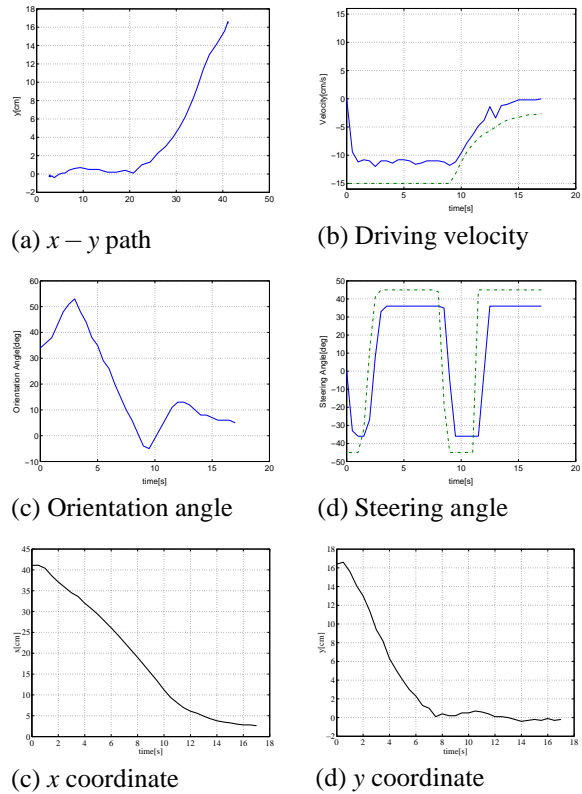 18
16
14
12
10
8
6
4
2
0
−2
y[cm]
0 10 20 30 40 50
(a) x − y path
0
−5
−10
−15
Velocity[cm/s]
0 5 10 15 20
time[s]
(b) Driving velocity
60
50
40
30
20
10
0
−10
Orientation Angle[deg]
0 5 10 15 20
time[s]
(c) Orientation angle
50
40
30
20
10
0
−10
−20
−30
−40
−50
Steering Angle[deg]
0 5 10 15 20
time[s]
(d) Steering angle
45
40
35
30
25
20
15
10
5
0
x[cm]
0 2 4 6 8 10 12 14 16 18
time[s]
(c) x coordinate
18
16
14
12
10
8
6
4
2
0
−2
y[cm]
0 2 4 6 8 10 12 14 16 18
time[s]
(d) y coordinate